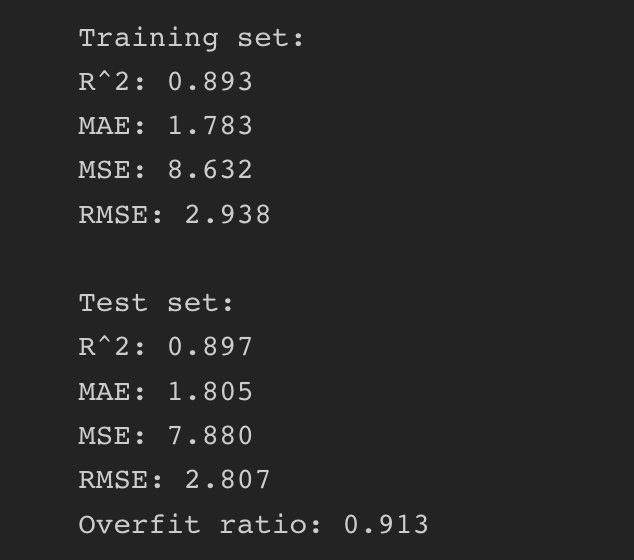 Training set:
R^2: 0.893
MAE: 1.783
MSE: 8.632
RMSE: 2.938
Test set:
R^2: 0.897
MAE: 1.805
MSE: 7.880
RMSE: 2.807
Overfit ratio: 0.913